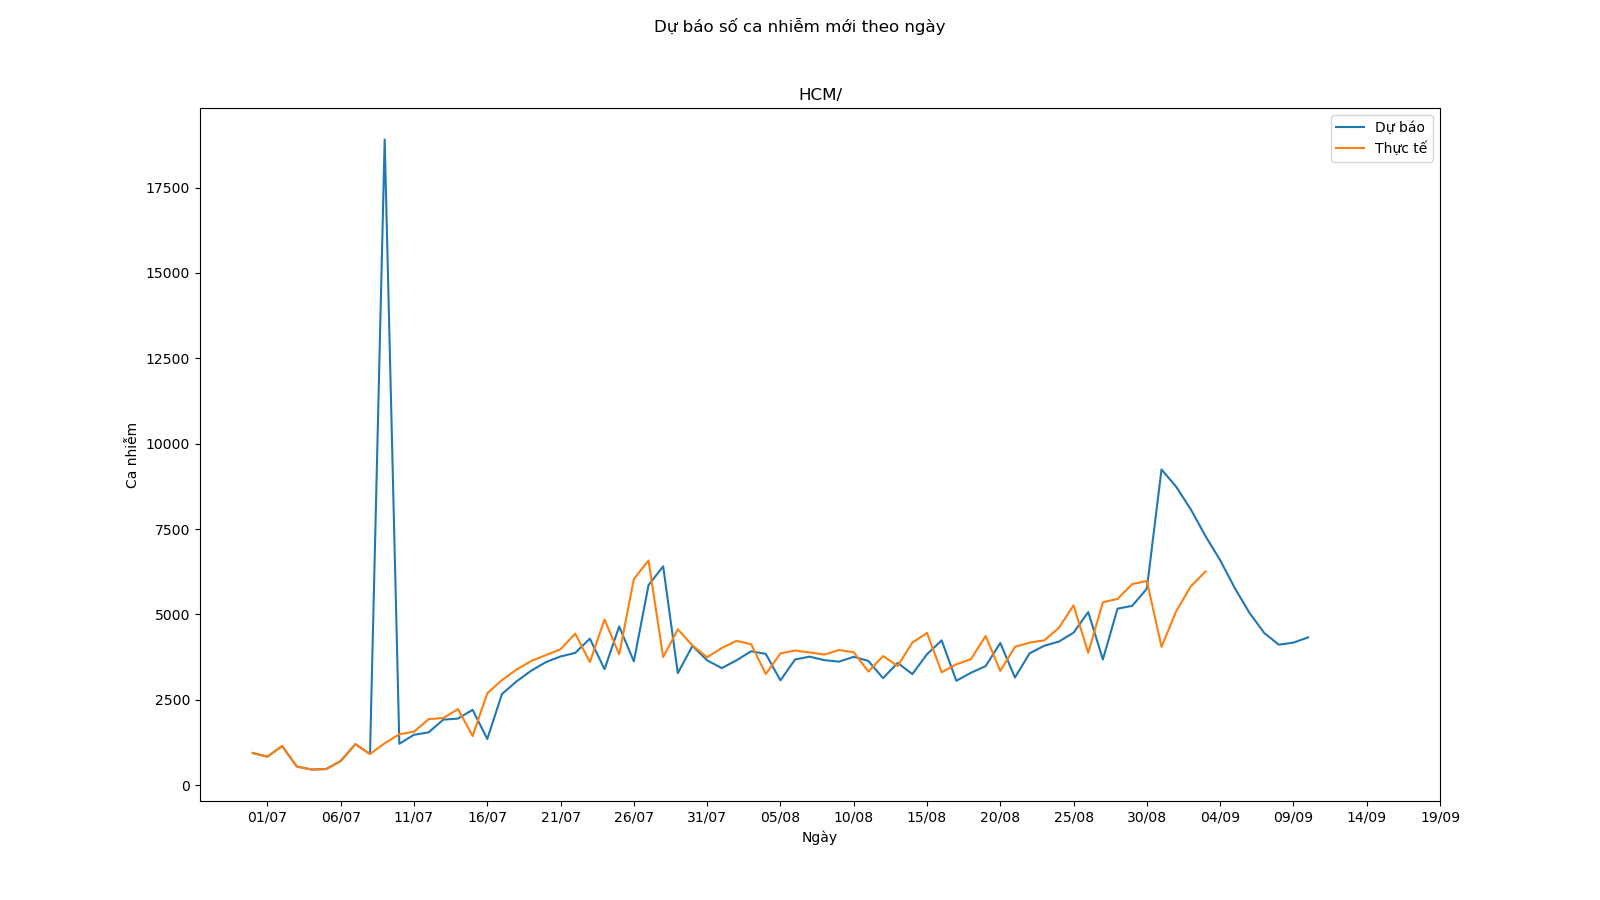 Dự báo số ca nhiễm mới theo ngày
HCM/
Dự báo
Thực tế
17500
15000
12500
10000
7500
5000
2500
0
Ca nhiễm
01/07 06/07 11/07 16/07 21/07 26/07 31/07 05/08 10/08 15/08 20/08 25/08 30/08 04/09 09/09 14/09 19/09
Ngày